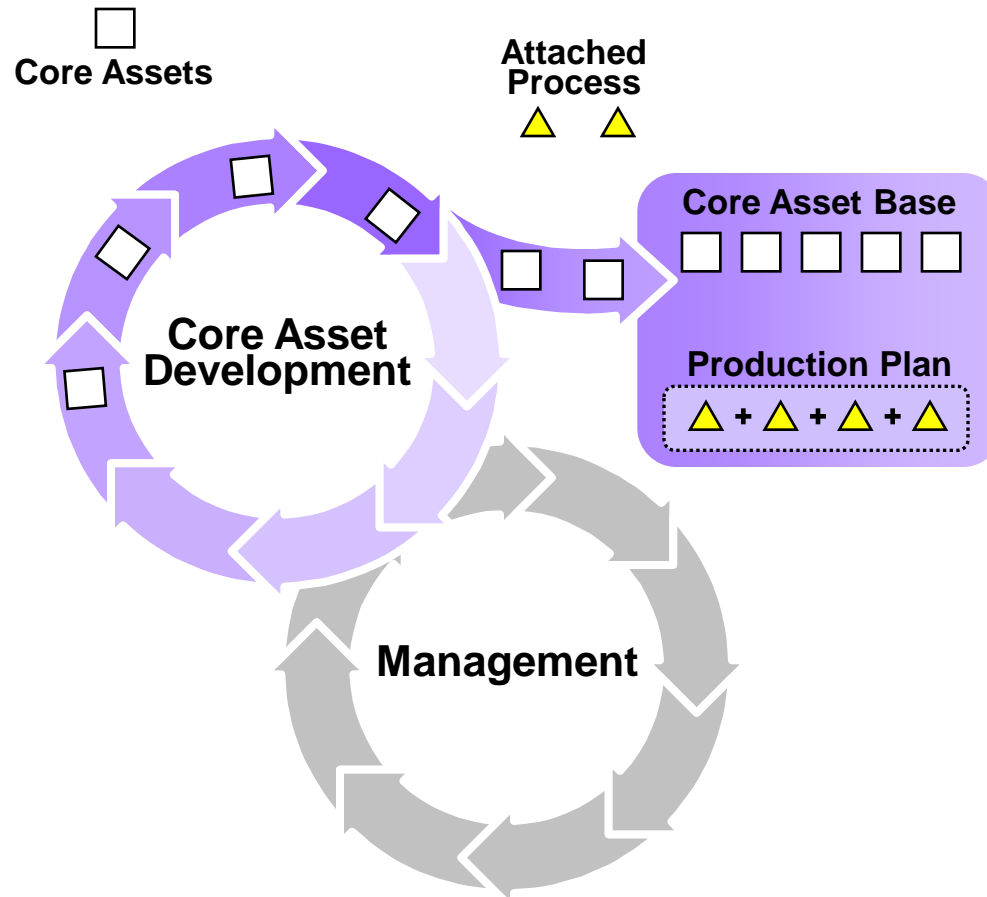 Core Assets
Attached
Process
Core Asset Base
Core Asset
Development
Production Plan
+ + +
Management